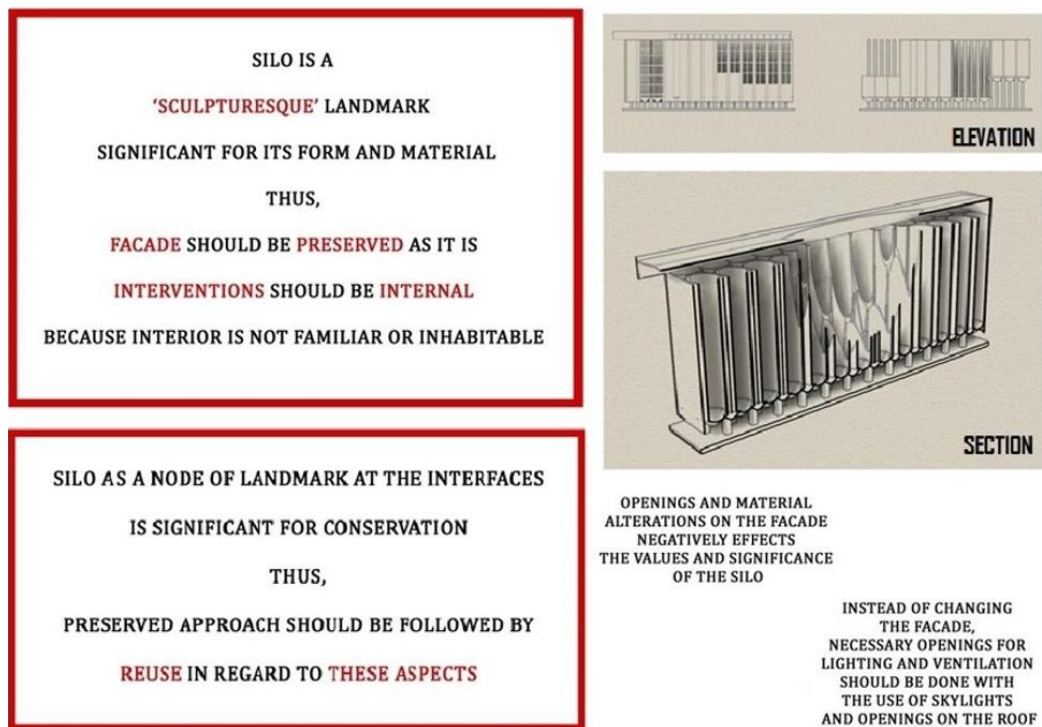 SILO IS A
‘SCULPTURESQUE’ LANDMARK
SIGNIFICANT FOR ITS FORM AND MATERIAL
THUS,
FACADE SHOULD BE PRESERVED AS IT IS
INTERVENTIONS SHOULD BE INTERNAL
BECAUSE INTERIOR IS NOT FAMILIAR OR INHABITABLE
SILO AS A NODE OF LANDMARK AT THE INTERFACES
IS SIGNIFICANT FOR CONSERVATION
THUS,
PRESERVED APPROACH SHOULD BE FOLLOWED BY
REUSE IN REGARD TO THESE ASPECTS
ELEVATION
SECTION
OPENINGS AND MATERIAL
ALTERATIONS ON THE FACADE
NEGATIVELY EFFECTS
THE VALUES AND SIGNIFICANCE
OF THE SILO
INSTEAD OF CHANGING
THE FACADE,
NECESSARY OPENINGS FOR
LIGHTING AND VENTILATION
SHOULD BE DONE WITH
THE USE OF SKYLIGHTS
AND OPENINGS ON THE ROOF